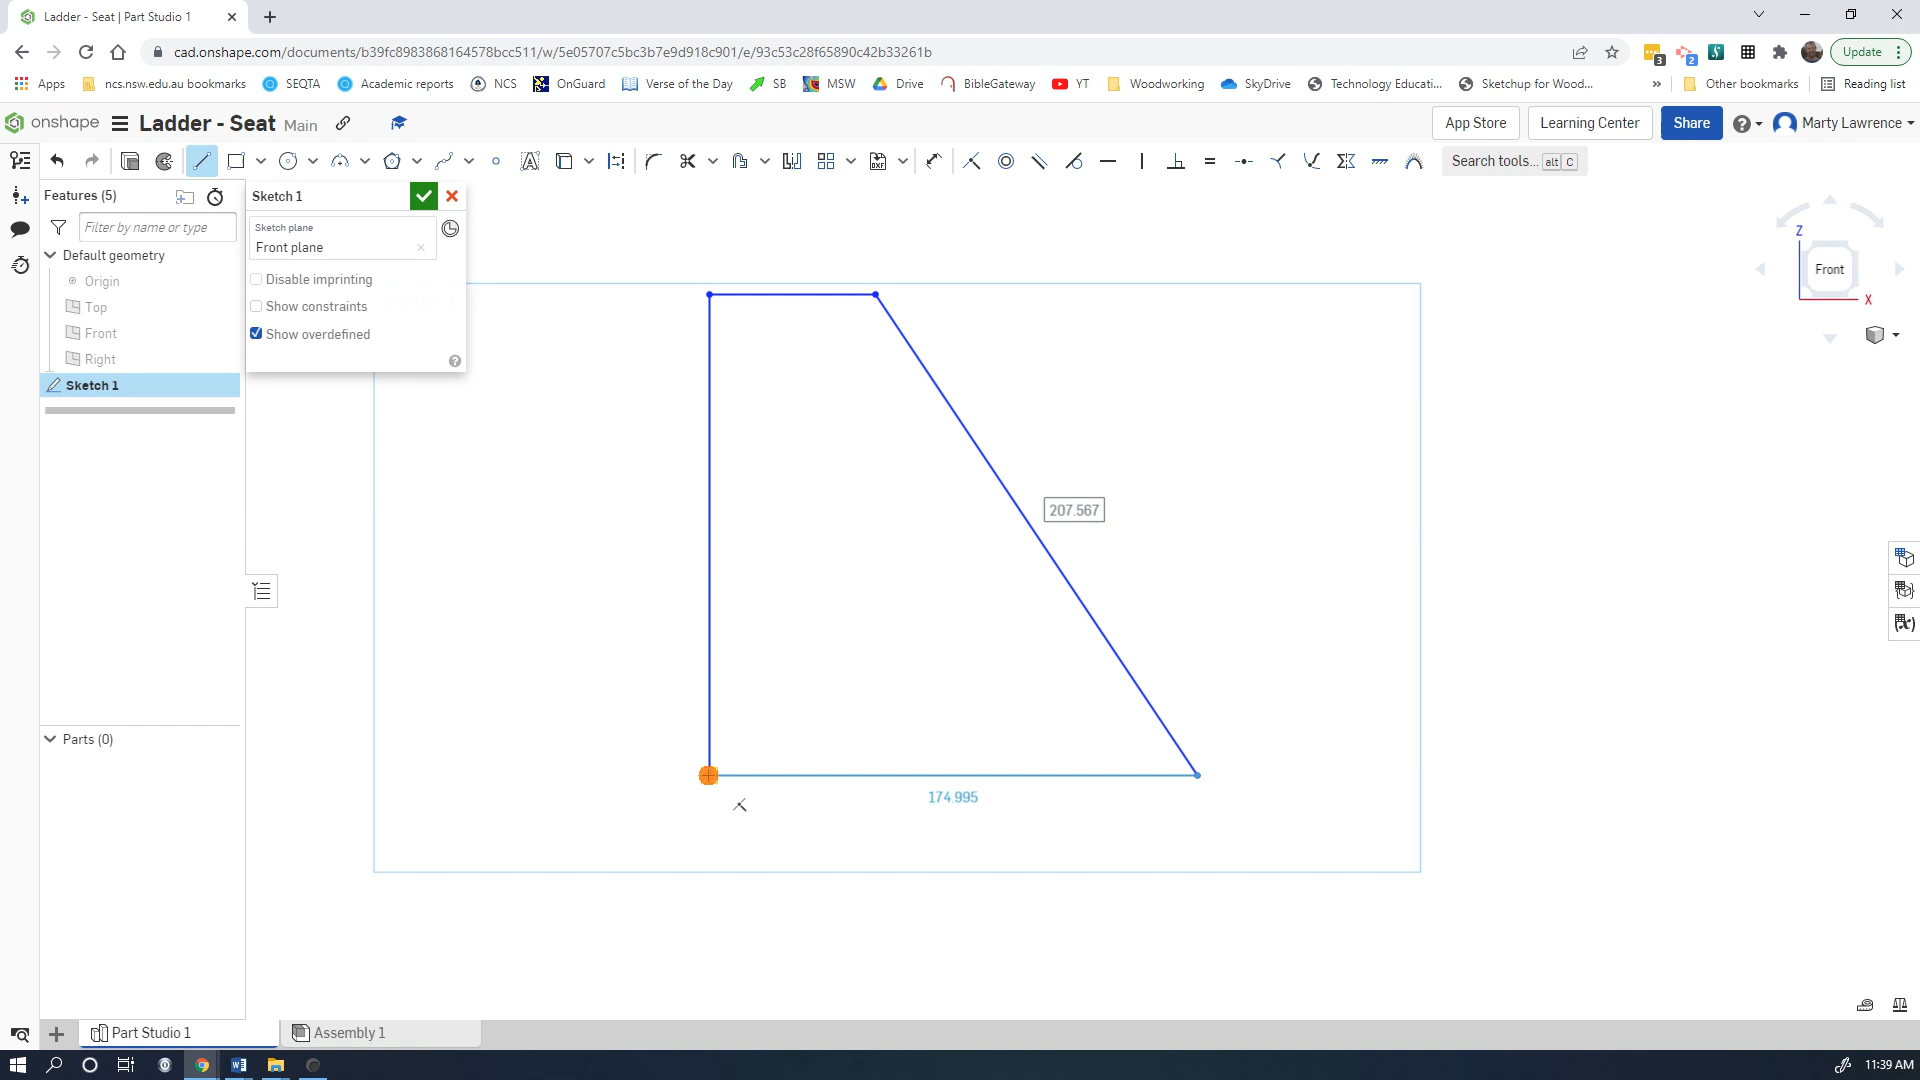 Ladder - Seat | Part Studio 1
cad.onshape.com/documents/b39fc8983868164578bcc511/w/5e05707c5bc3b7e9d918c901/e/93c53c28f65890c42b33261b
3
2
Update
Apps
ncs.nsw.edu.au bookmarks
SEQTA
Academic reports
NCS
OnGuard
Verse of the Day
SB
MSW
Drive
BibleGateway
YT
Woodworking
SkyDrive
Technology Educati...
Sketchup for Wood...
»
Other bookmarks
Reading list
onshape
Ladder - Seat Main
App Store
Learning Center
Share
Marty Lawrence
DXF
Search tools... alt C
Features (5)
Filter by name or type
Default geometry
Origin
Top
Front
Right
Sketch 1
Parts (0)
Sketch 1
Sketch plane
Front plane
Disable imprinting
Show constraints
Show overdefined
207.567
174.995
Z
Front
X
Part Studio 1
Assembly 1
11:39 AM